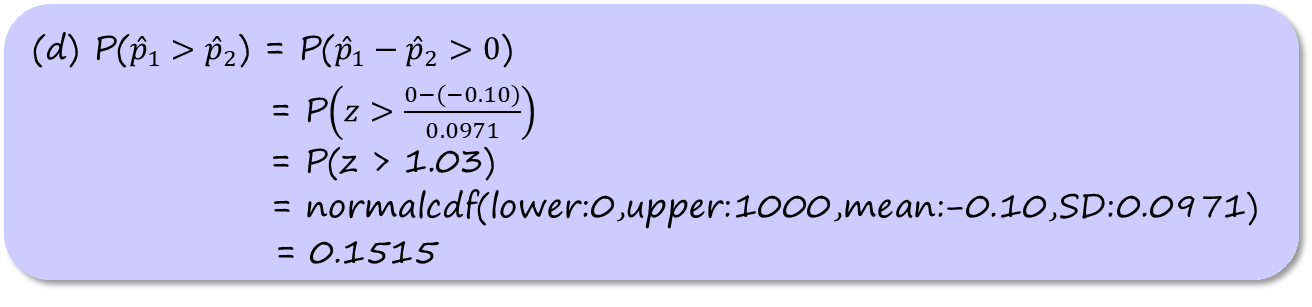 (d) P(p̂₁ > p̂₂) = P(p̂₁ − p̂₂ > 0)
= P(z > (0−(−0.10))/0.0971)
= P(z > 1.03)
= normalcdf(lower:0,upper:1000,mean:-0.10,SD:0.0971)
= 0.1515